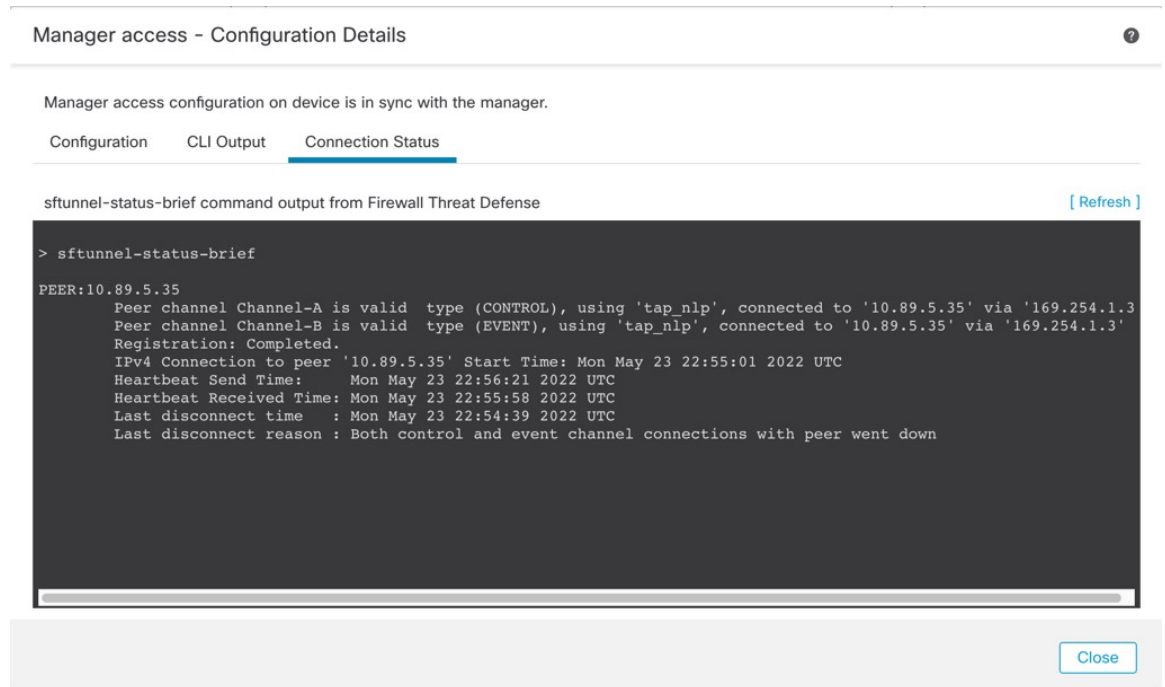 Manager access - Configuration Details
?
Manager access configuration on device is in sync with the manager.
Configuration CLI Output Connection Status
sftunnel-status-brief command output from Firewall Threat Defense [ Refresh ]
> sftunnel-status-brief
PEER:10.89.5.35
Peer channel Channel-A is valid type (CONTROL), using 'tap_nlp', connected to '10.89.5.35' via '169.254.1.3
Peer channel Channel-B is valid type (EVENT), using 'tap_nlp', connected to '10.89.5.35' via '169.254.1.3'
Registration: Completed.
IPv4 Connection to peer '10.89.5.35' Start Time: Mon May 23 22:55:01 2022 UTC
Heartbeat Send Time: Mon May 23 22:56:21 2022 UTC
Heartbeat Received Time: Mon May 23 22:55:58 2022 UTC
Last disconnect time : Mon May 23 22:54:39 2022 UTC
Last disconnect reason : Both control and event channel connections with peer went down
Close